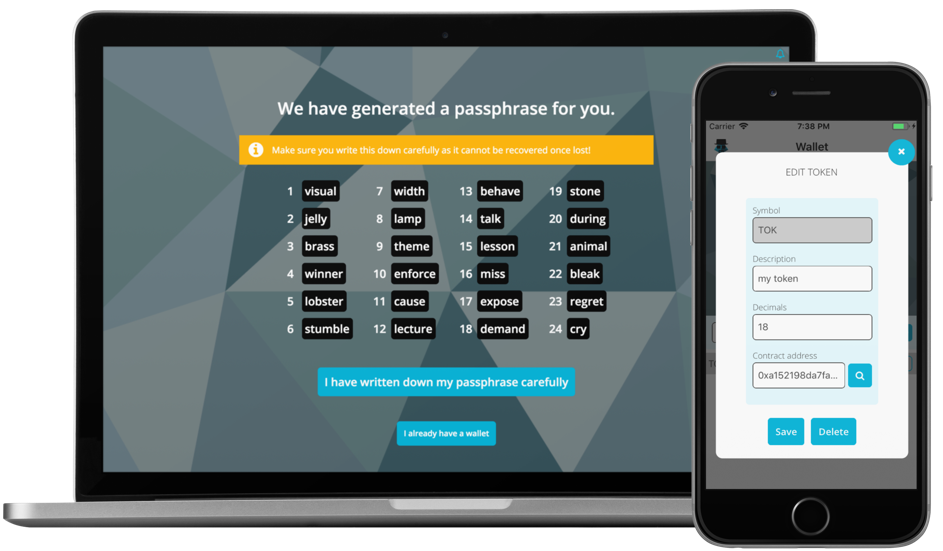 We have generated a passphrase for you.
Make sure you write this down carefully as it cannot be recovered once lost!
1 visual 7 width 13 behave 19 stone
2 jelly 8 lamp 14 talk 20 during
3 brass 9 theme 15 lesson 21 animal
4 winner 10 enforce 16 miss 22 bleak
5 lobster 11 cause 17 expose 23 regret
6 stumble 12 lecture 18 demand 24 cry
I have written down my passphrase carefully
I already have a wallet
Carrier 7:38 PM
Wallet
EDIT TOKEN
Symbol
TOK
Description
my token
Decimals
18
Contract address
0xa152198da7fa...
Save Delete